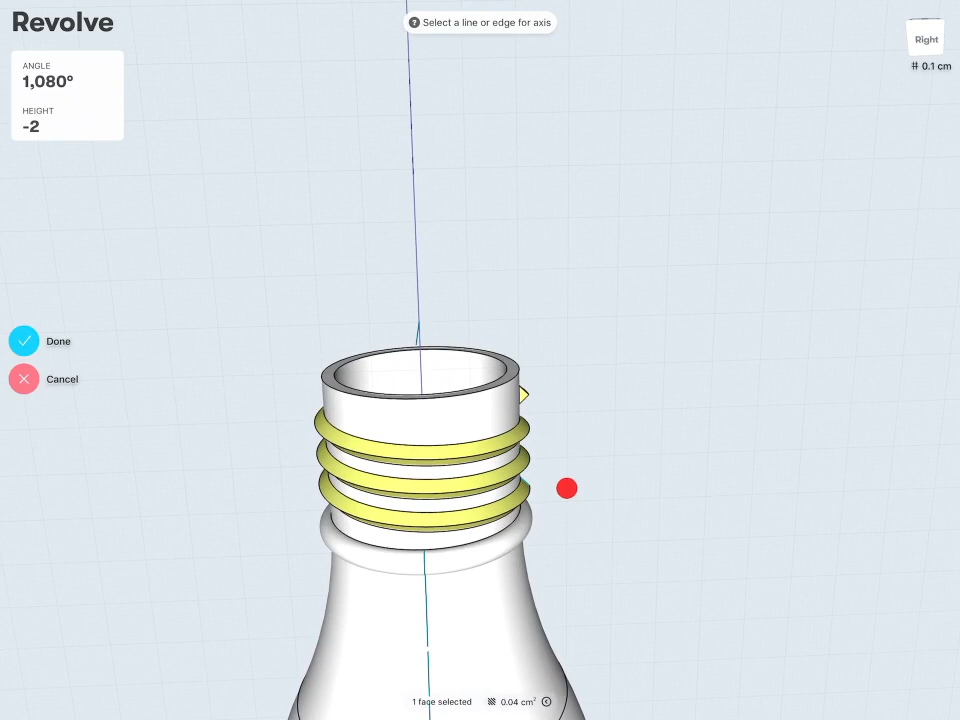 Revolve
Select a line or edge for axis
Right
# 0.1 cm
ANGLE
1,080°
HEIGHT
-2
Done
Cancel
1 face selected
0.04 cm²